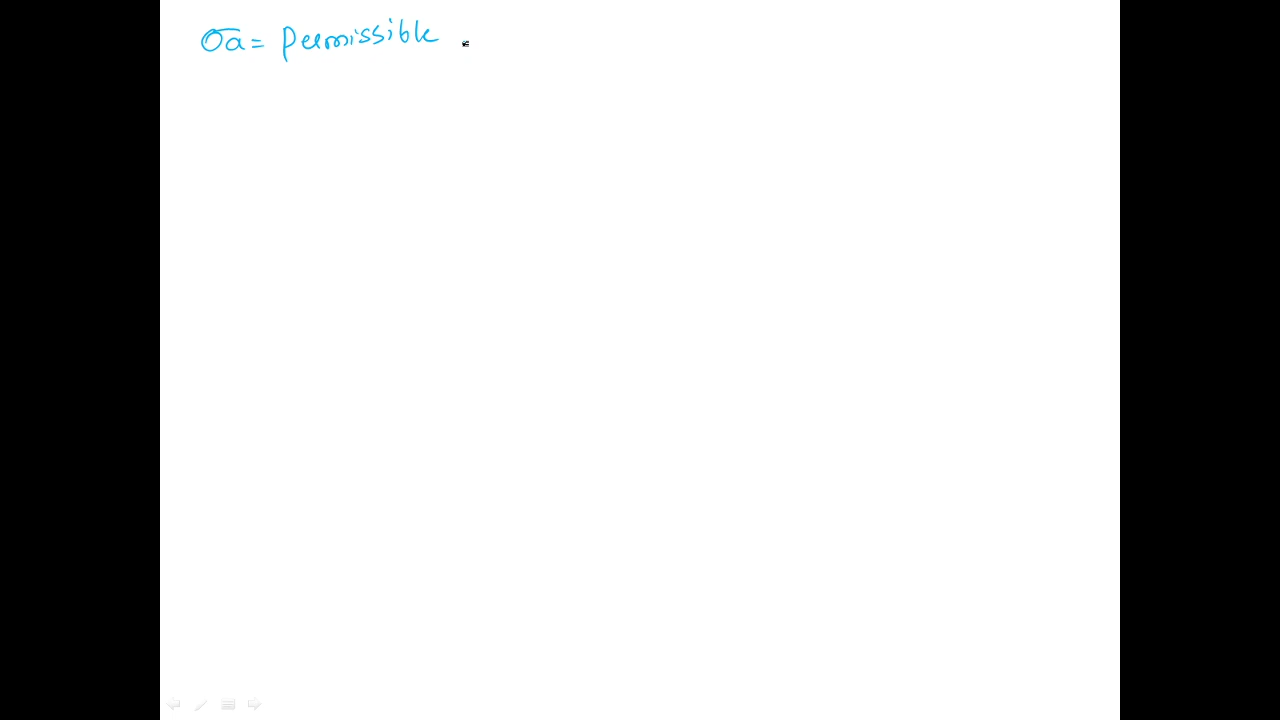 σa = permissible